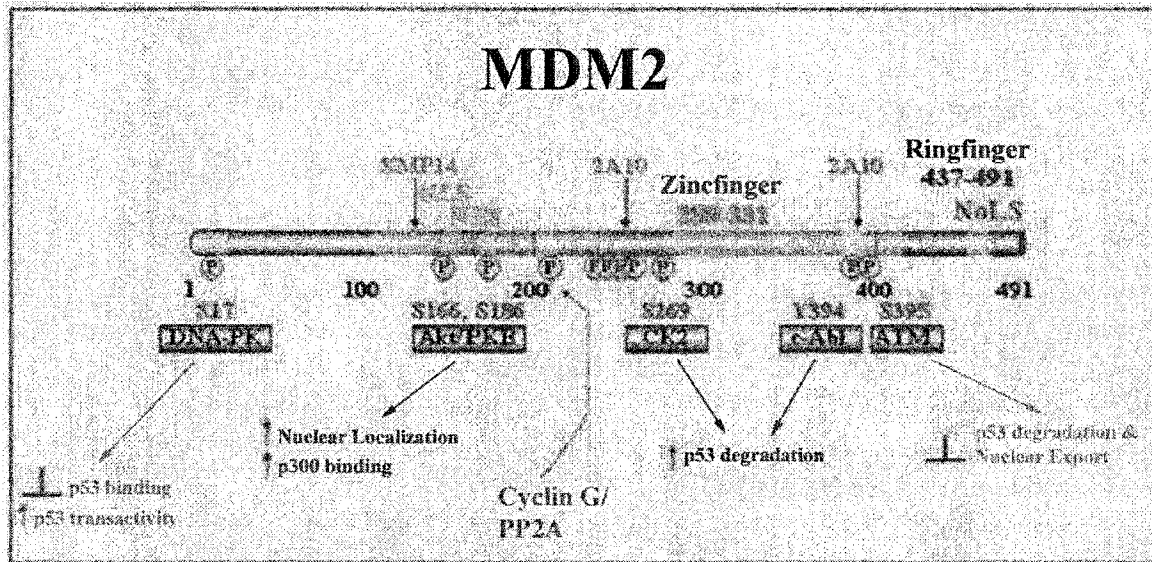 MDM2
SMP14
2A10
Zincfinger
2A10
Ringfinger
437-491
NoLS
P P P P P
1 100 200 300 400 491
S17
DNA-PK
S166, S186
Akt/PKB
S269
CK2
Y394
c-Abl
S395
ATM
↑ Nuclear Localization
↑ p300 binding
↑ p53 degradation
p53 degradation &
Nuclear Export
p53 binding
↑ p53 transactivity
Cyclin G/
PP2A